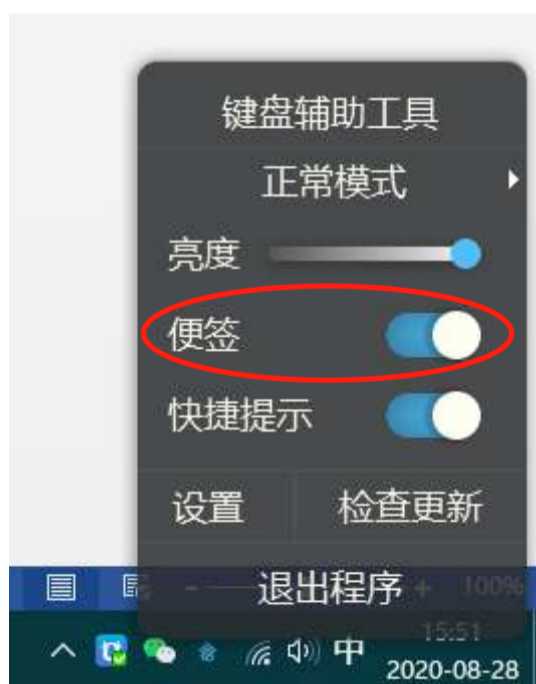 键盘辅助工具
正常模式
亮度
便签
快捷提示
设置 检查更新
退出程序
100%
中
15:51
2020-08-28